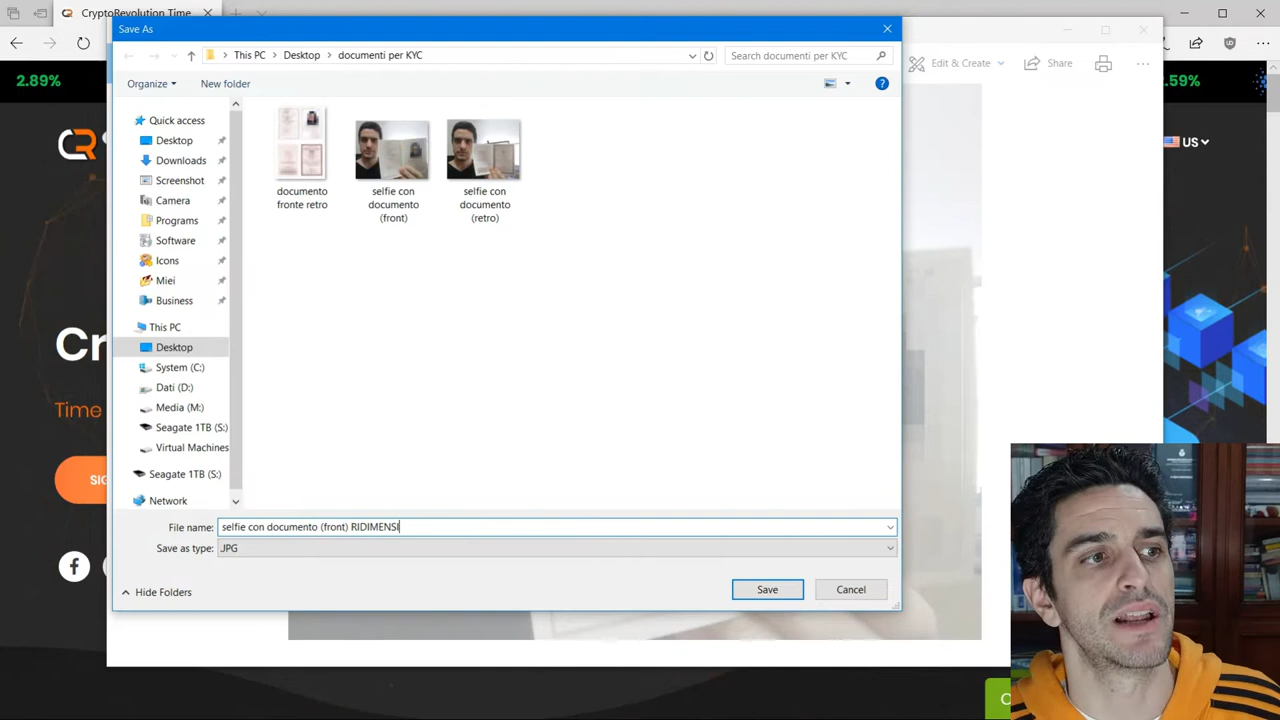 CryptoRevolution Time
Save As
This PC
Desktop
documenti per KYC
Search documenti per KYC
Edit & Create
Share
Organize
New folder
2.89%
.59%
Quick access
Desktop
Downloads
Screenshot
Camera
Programs
Software
Icons
Miei
Business
This PC
Desktop
System (C:)
Dati (D:)
Media (M:)
Seagate 1TB (S:)
Virtual Machines
Seagate 1TB (S:)
Network
documento
fronte retro
selfie con
documento
(front)
selfie con
documento
(retro)
CR
US
Cr
Time
SIG
File name:
selfie con documento (front) RIDIMENSI
Save as type:
.JPG
Hide Folders
Save
Cancel